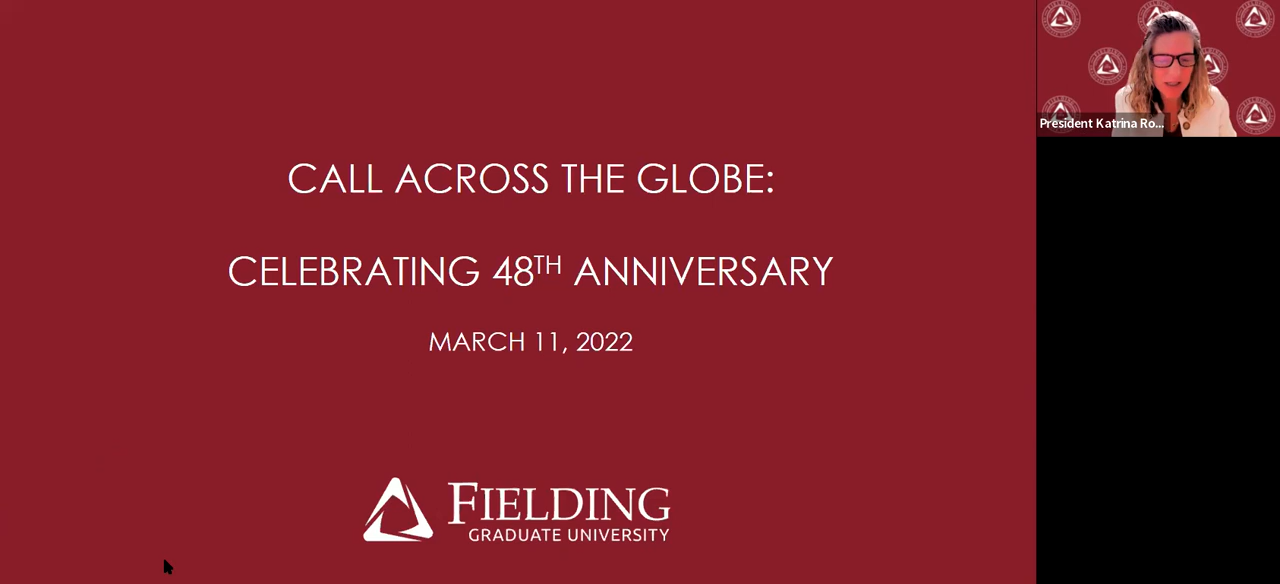 CALL ACROSS THE GLOBE:
CELEBRATING 48TH ANNIVERSARY
MARCH 11, 2022
FIELDING
GRADUATE UNIVERSITY
President Katrina Ro...